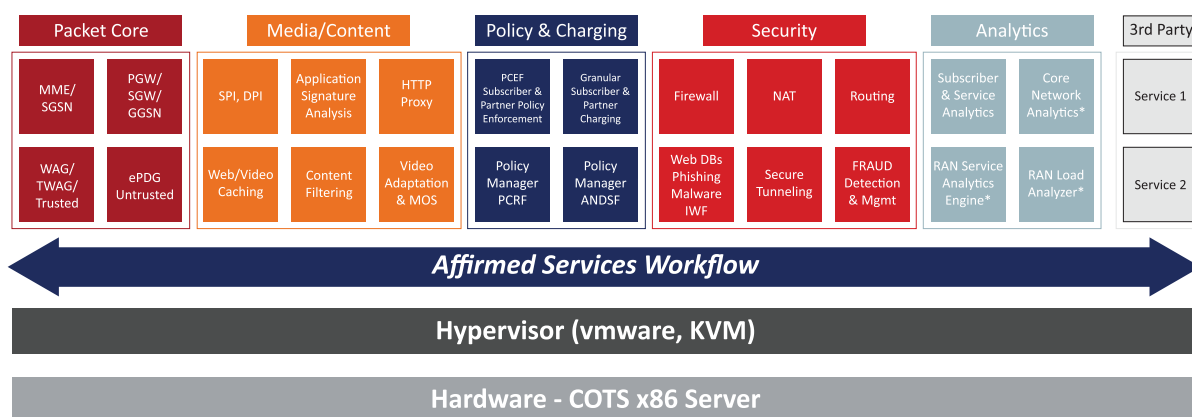 Packet Core
Media/Content
Policy & Charging
Security
Analytics
3rd Party
MME/
SGSN
PGW/
SGW/
GGSN
WAG/
TWAG/
Trusted
ePDG
Untrusted
SPI, DPI
Application
Signature
Analysis
HTTP
Proxy
Web/Video
Caching
Content
Filtering
Video
Adaptation
& MOS
PCEF
Subscriber &
Partner Policy
Enforcement
Granular
Subscriber &
Partner
Charging
Policy
Manager
PCRF
Policy
Manager
ANDSF
Firewall
NAT
Routing
Web DBs
Phishing
Malware
IWF
Secure
Tunneling
FRAUD
Detection
& Mgmt
Subscriber
& Service
Analytics
Core
Network
Analytics*
RAN Service
Analytics
Engine*
RAN Load
Analyzer*
Service 1
Service 2
Affirmed Services Workflow
Hypervisor (vmware, KVM)
Hardware - COTS x86 Server